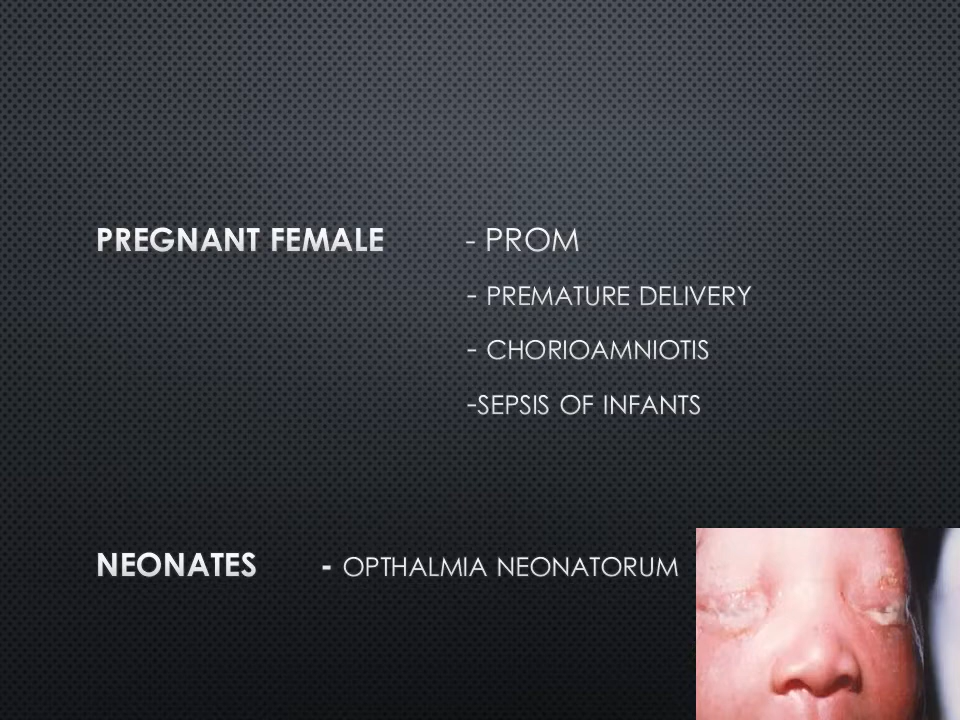 PREGNANT FEMALE - PROM
- PREMATURE DELIVERY
- CHORIOAMNIOTIS
-SEPSIS OF INFANTS
NEONATES - OPTHALMIA NEONATORUM